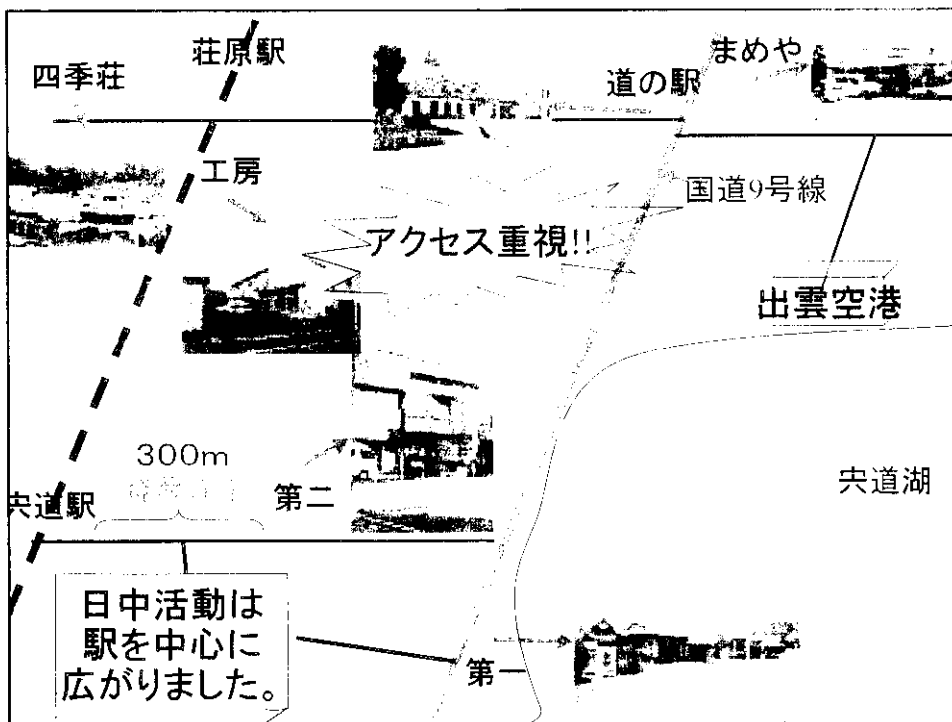 荘原駅
まめや
四季荘
道の駅
工房
国道9号線
アクセス重視!!
出雲空港
300m
宍道湖
宍道駅
第二
日中活動は
駅を中心に
広がりました。
第一